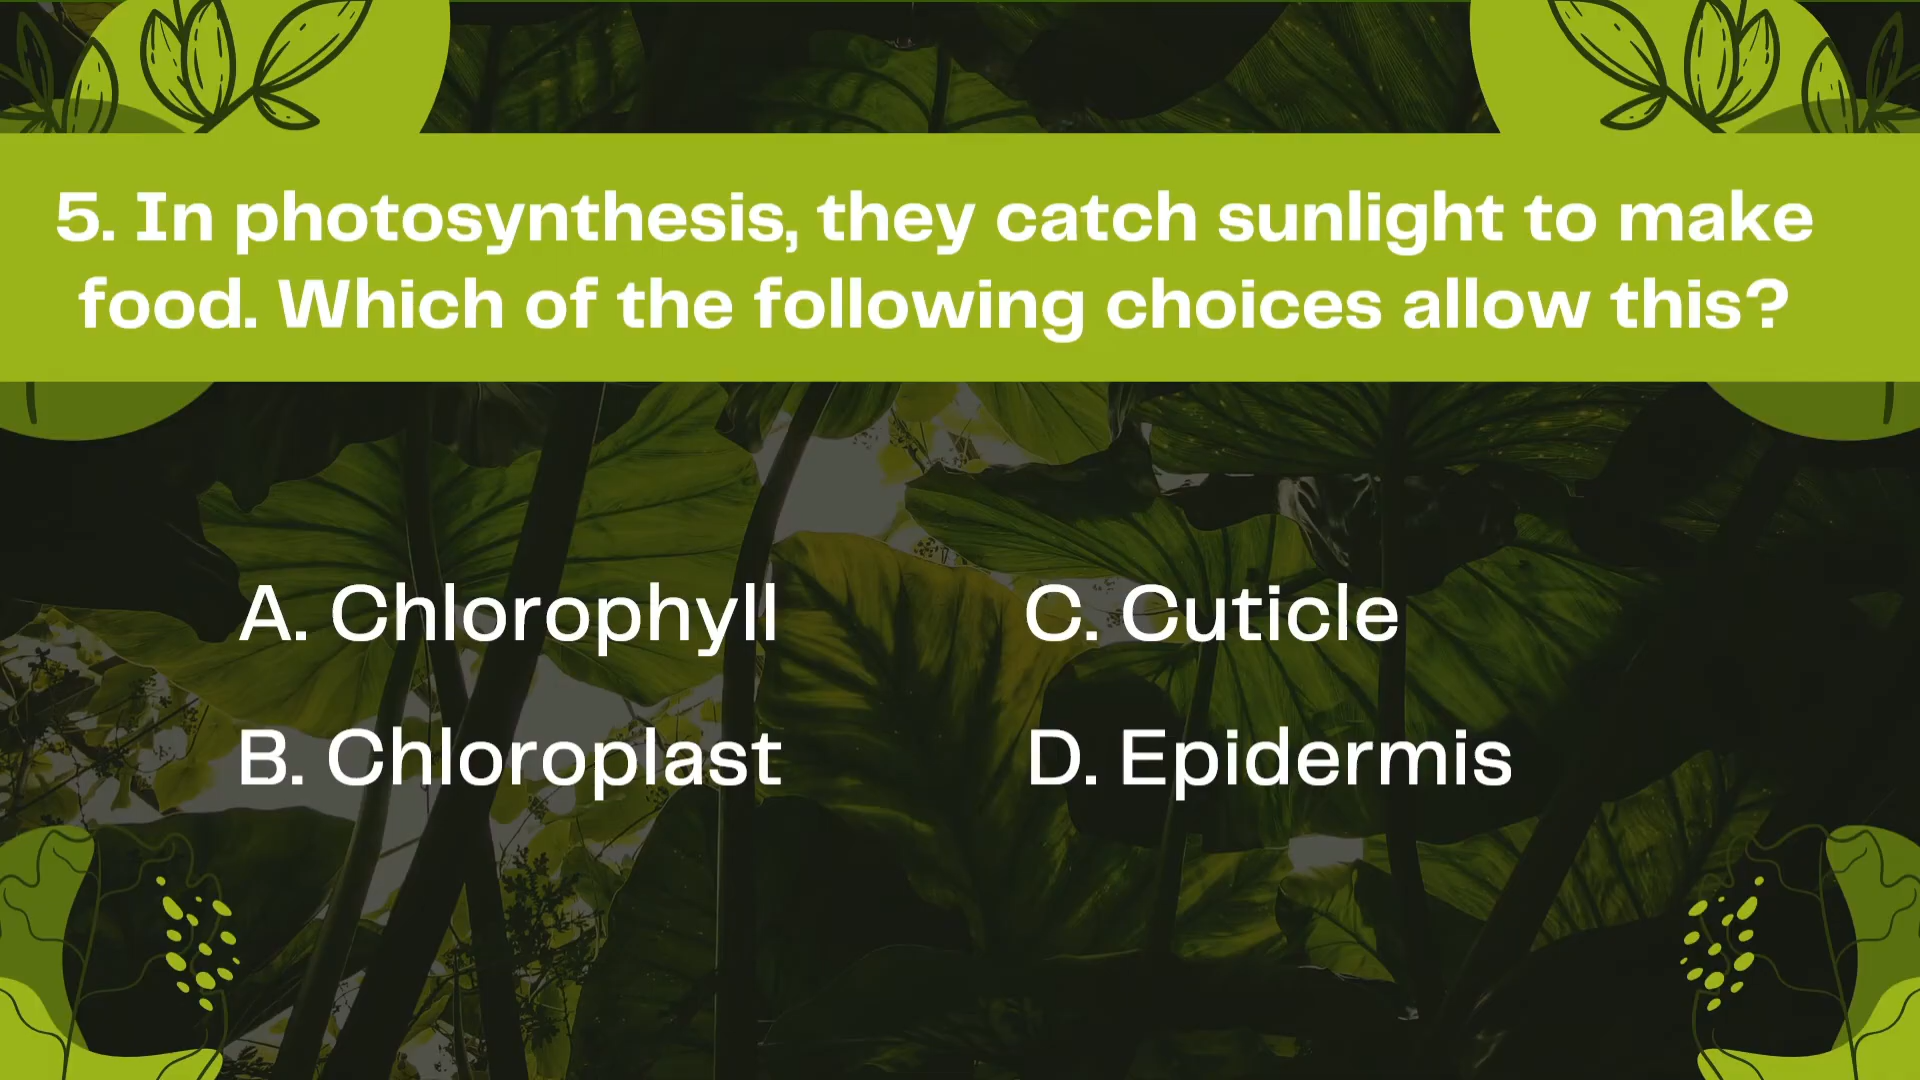 5. In photosynthesis, they catch sunlight to make
food. Which of the following choices allow this?
A. Chlorophyll
B. Chloroplast
C. Cuticle
D. Epidermis